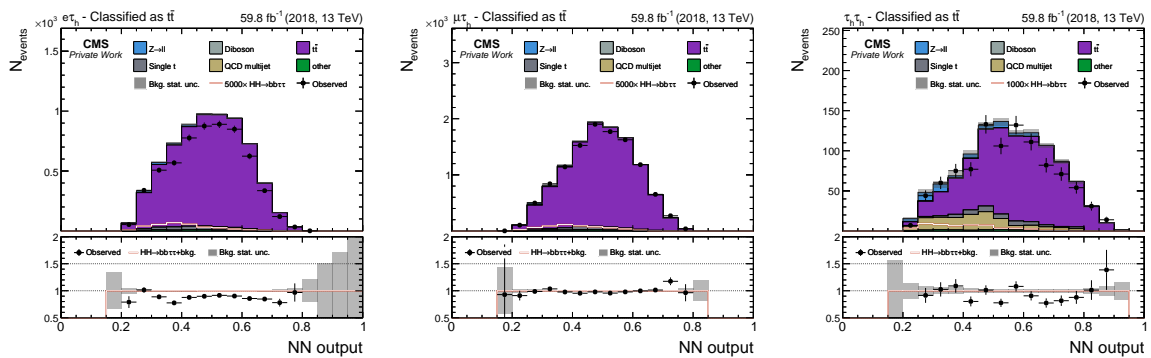 ×10³ eτₕ - Classified as tt̄ 59.8 fb⁻¹ (2018, 13 TeV)
N_events
CMS
Private Work
Z→ll Diboson tt̄
Single t QCD multijet other
Bkg. stat. unc. 5000× HH→bbττ Observed
1
0
2
1.5
1
0.5
Observed HH→bbττ+bkg. Bkg. stat. unc.
0 0.2 0.4 0.6 0.8 1
NN output
×10³ μτₕ - Classified as tt̄ 59.8 fb⁻¹ (2018, 13 TeV)
N_events
CMS
Private Work
Z→ll Diboson tt̄
Single t QCD multijet other
Bkg. stat. unc. 5000× HH→bbττ Observed
3
2
1
2
1.5
1
0.5
Observed HH→bbττ+bkg. Bkg. stat. unc.
0 0.2 0.4 0.6 0.8 1
NN output
τₕτₕ - Classified as tt̄ 59.8 fb⁻¹ (2018, 13 TeV)
N_events
CMS
Private Work
Z→ll Diboson tt̄
Single t QCD multijet other
Bkg. stat. unc. 1000× HH→bbττ Observed
250
200
150
100
50
0
2
1.5
1
0.5
Observed HH→bbττ+bkg. Bkg. stat. unc.
0 0.2 0.4 0.6 0.8 1
NN output